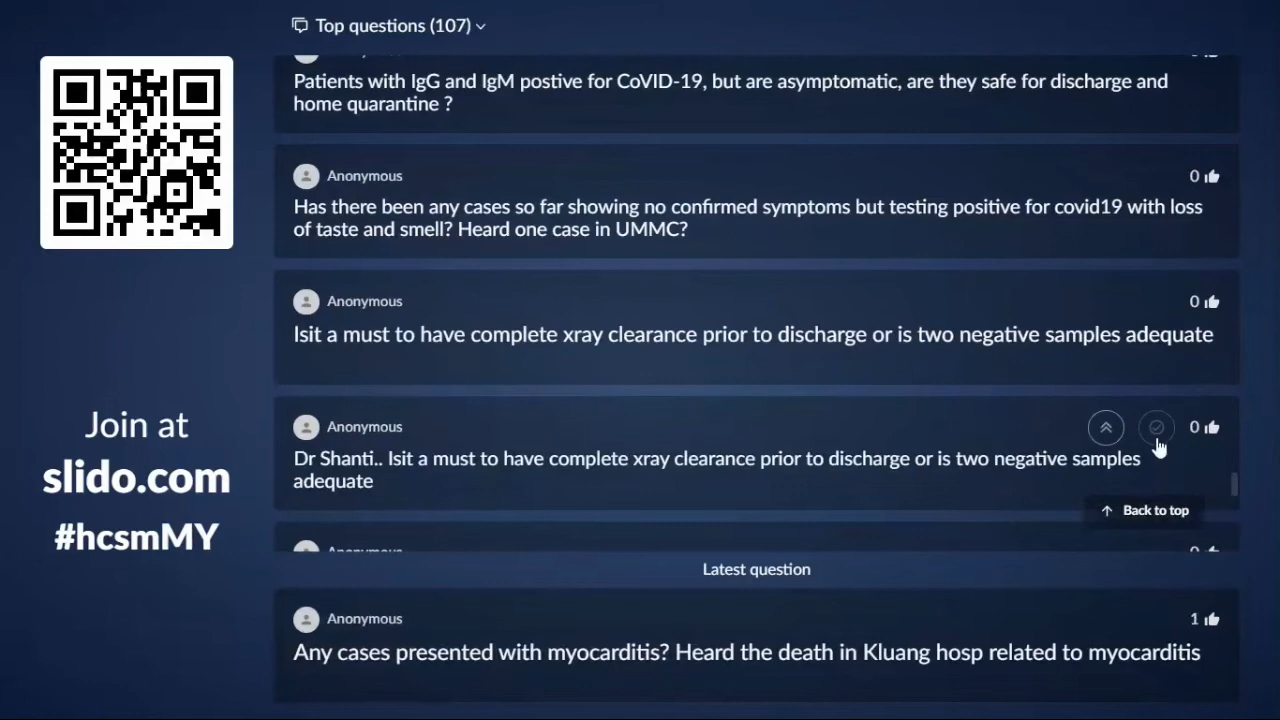 Top questions (107)
Patients with IgG and IgM postive for CoVID-19, but are asymptomatic, are they safe for discharge and
home quarantine ?
Anonymous
0
Has there been any cases so far showing no confirmed symptoms but testing positive for covid19 with loss
of taste and smell? Heard one case in UMMC?
Anonymous
0
Isit a must to have complete xray clearance prior to discharge or is two negative samples adequate
Anonymous
0
Dr Shanti.. Isit a must to have complete xray clearance prior to discharge or is two negative samples
adequate
Back to top
Join at
slido.com
#hcsmMY
Latest question
Anonymous
1
Any cases presented with myocarditis? Heard the death in Kluang hosp related to myocarditis